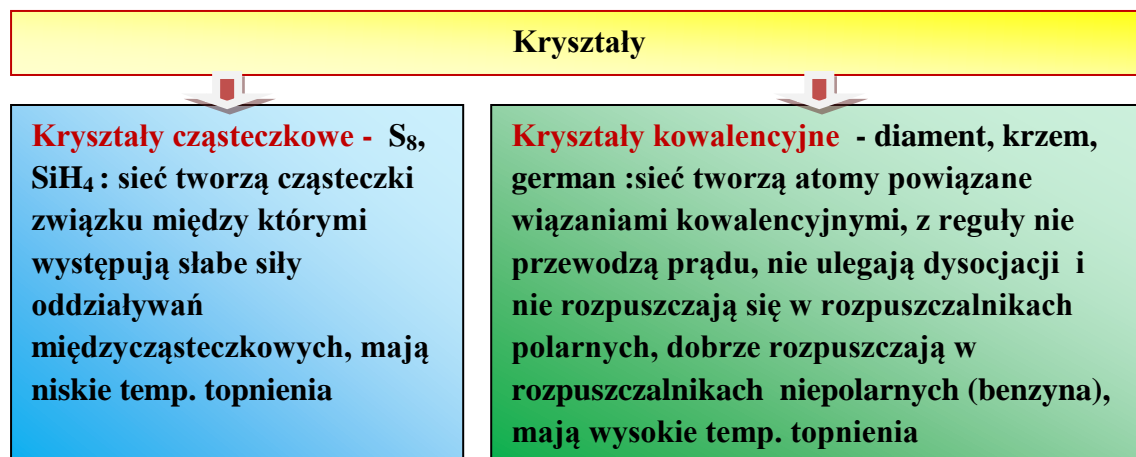 Kryształy
Kryształy cząsteczkowe - S₈,
SiH₄ : sieć tworzą cząsteczki
związku między którymi
występują słabe siły
oddziaływań
międzycząsteczkowych, mają
niskie temp. topnienia
Kryształy kowalencyjne - diament, krzem,
german :sieć tworzą atomy powiązane
wiązaniami kowalencyjnymi, z reguły nie
przewodzą prądu, nie ulegają dysocjacji i
nie rozpuszczają się w rozpuszczalnikach
polarnych, dobrze rozpuszczają w
rozpuszczalnikach niepolarnych (benzyna),
mają wysokie temp. topnienia